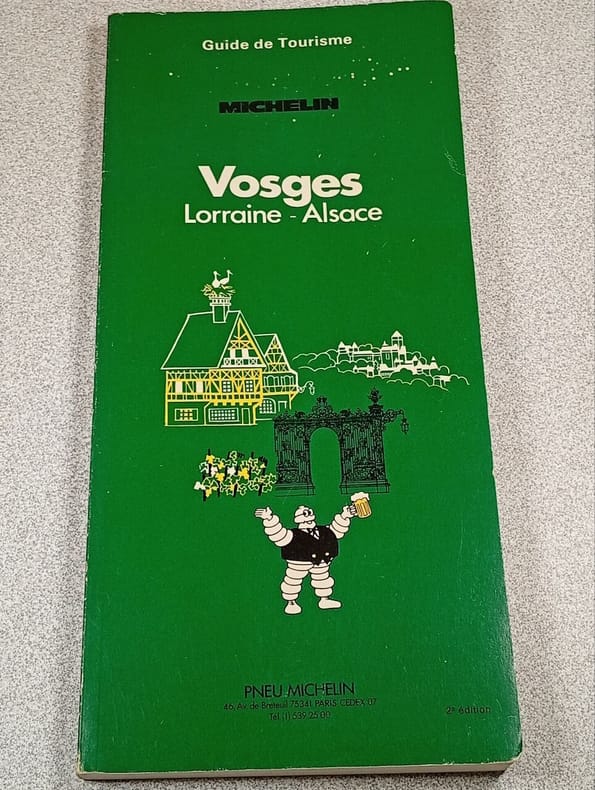 Guide de Tourisme
MICHELIN
Vosges
Lorraine - Alsace
PNEU MICHELIN
46, Av. de Breteuil 75341 PARIS CEDEX 07
Tél. (1) 539 25 00
2e édition